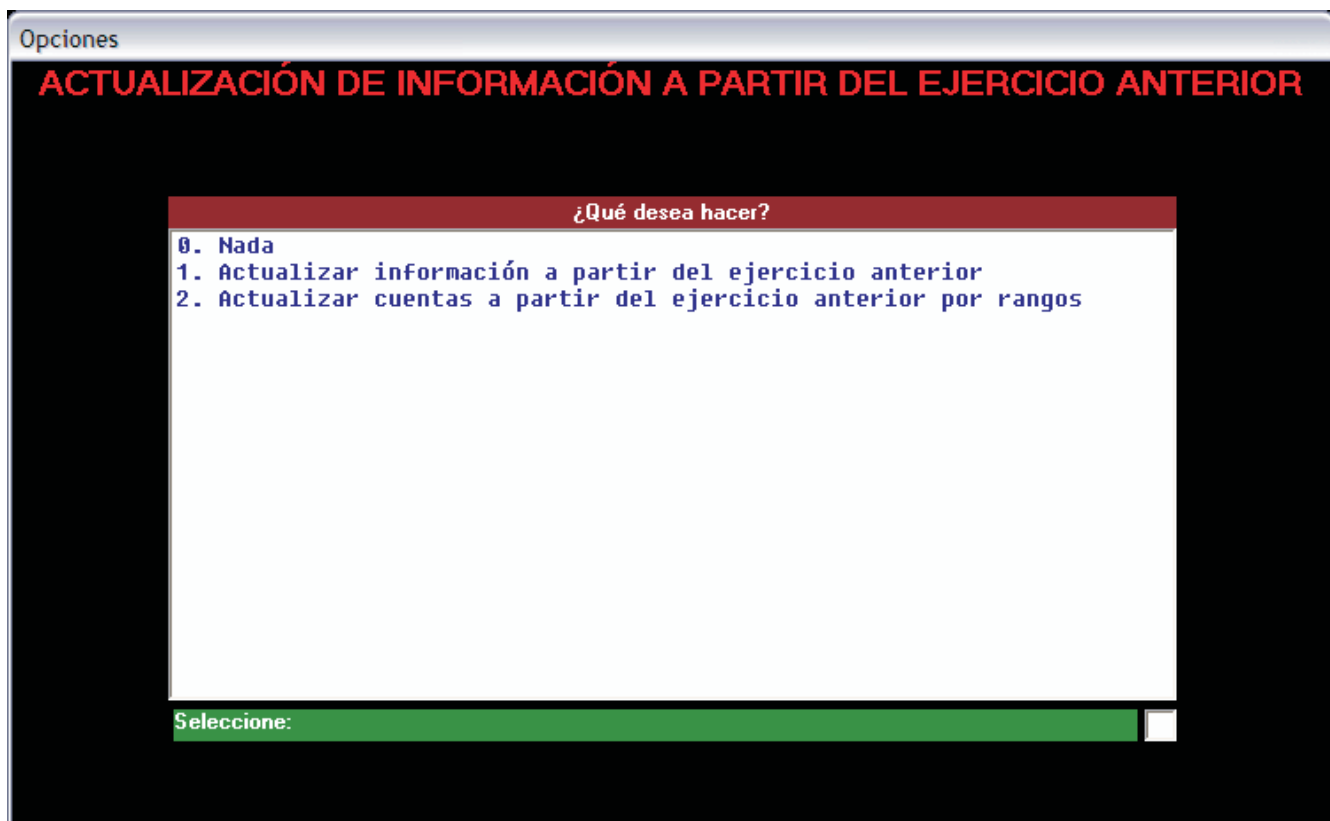 Opciones
ACTUALIZACIÓN DE INFORMACIÓN A PARTIR DEL EJERCICIO ANTERIOR
¿Qué desea hacer?
0. Nada
1. Actualizar información a partir del ejercicio anterior
2. Actualizar cuentas a partir del ejercicio anterior por rangos
Seleccione: